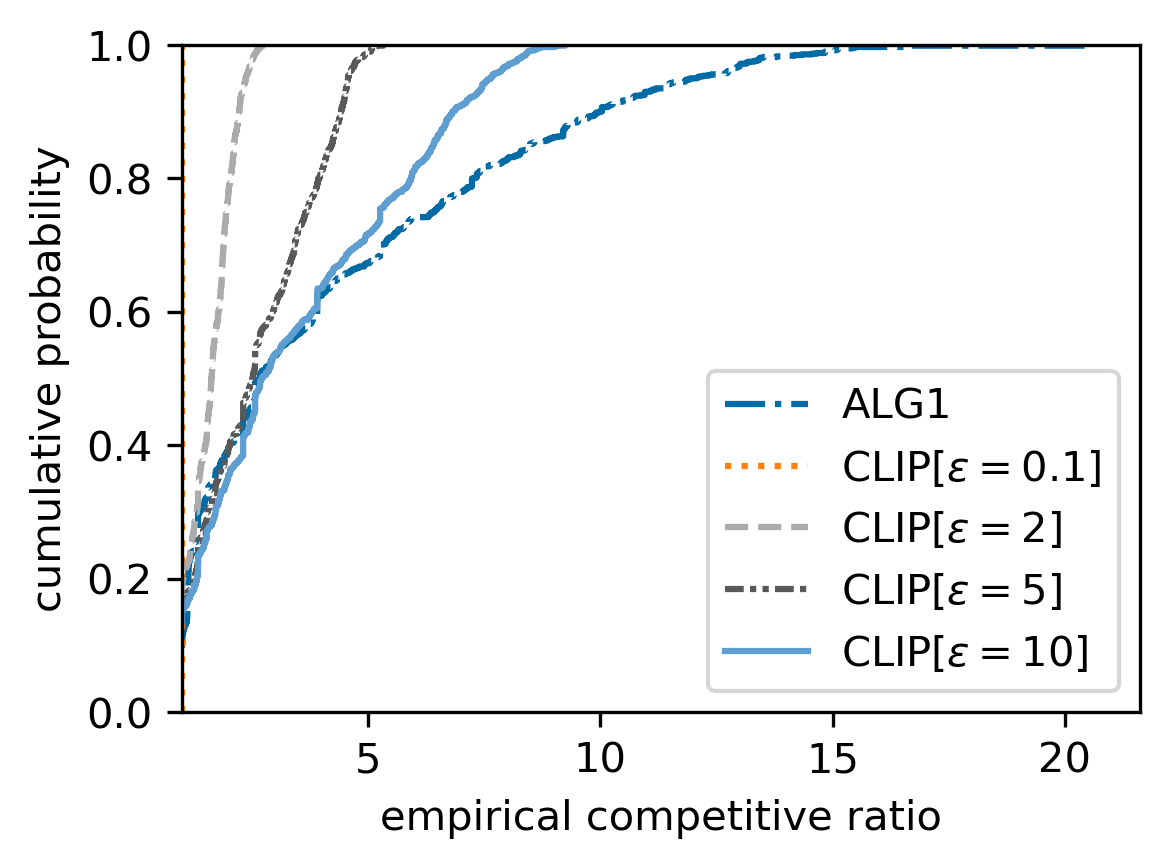 1.0
0.8
0.6
0.4
0.2
0.0
cumulative probability
5
10
15
20
empirical competitive ratio
ALG1
CLIP[ε = 0.1]
CLIP[ε = 2]
CLIP[ε = 5]
CLIP[ε = 10]